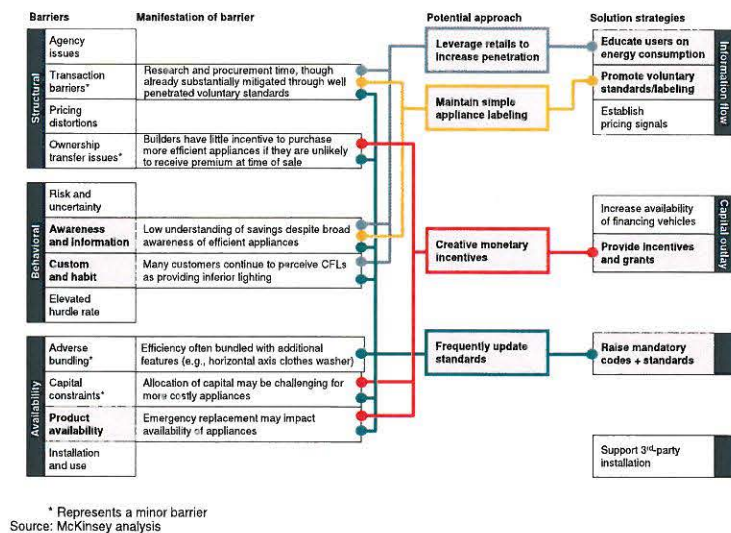 Barriers
Manifestation of barrier
Potential approach
Solution strategies
Structural
Agency
issues
Transaction
barriers*
Research and procurement time, though
already substantially mitigated through well
penetrated voluntary standards
Pricing
distortions
Ownership
transfer issues*
Builders have little incentive to purchase
more efficient appliances if they are unlikely
to receive premium at time of sale
Behavioral
Risk and
uncertainty
Awareness
and information
Low understanding of savings despite broad
awareness of efficient appliances
Custom
and habit
Many customers continue to perceive CFLs
as providing inferior lighting
Elevated
hurdle rate
Availability
Adverse
bundling*
Efficiency often bundled with additional
features (e.g., horizontal axis clothes washer)
Capital
constraints*
Allocation of capital may be challenging for
more costly appliances
Product
availability
Emergency replacement may impact
availability of appliances
Installation
and use
Leverage retails to
increase penetration
Maintain simple
appliance labeling
Creative monetary
incentives
Frequently update
standards
Educate users on
energy consumption
Promote voluntary
standards/labeling
Establish
pricing signals
Information flow
Increase availability
of financing vehicles
Provide incentives
and grants
Capital outlay
Raise mandatory
codes + standards
Support 3rd-party
installation
* Represents a minor barrier
Source: McKinsey analysis